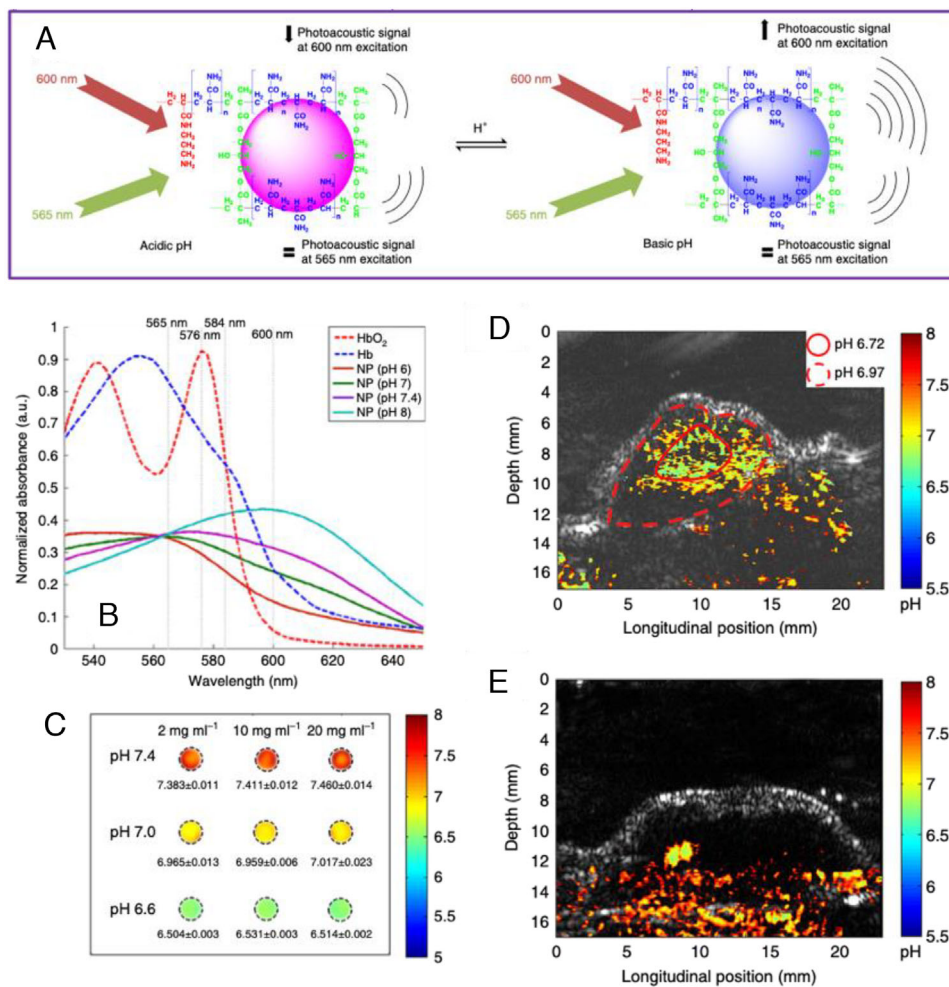 A
Photoacoustic signal
at 600 nm excitation
Photoacoustic signal
at 600 nm excitation
600 nm
565 nm
Acidic pH
= Photoacoustic signal
at 565 nm excitation
H⁺
600 nm
565 nm
Basic pH
= Photoacoustic signal
at 565 nm excitation
B
565 nm
576 nm
584 nm
600 nm
HbO₂
Hb
NP (pH 6)
NP (pH 7)
NP (pH 7.4)
NP (pH 8)
Normalized absorbance (a.u.)
1
0.9
0.8
0.7
0.6
0.5
0.4
0.3
0.2
0.1
0
540 560 580 600 620 640
Wavelength (nm)
C
2 mg ml⁻¹ 10 mg ml⁻¹ 20 mg ml⁻¹
pH 7.4
7.383±0.011 7.411±0.012 7.460±0.014
pH 7.0
6.965±0.013 6.959±0.006 7.017±0.023
pH 6.6
6.504±0.003 6.531±0.003 6.514±0.002
8
7.5
7
6.5
6
6
5
D
pH 6.72
pH 6.97
Depth (mm)
0
2
4
6
8
10
12
14
16
0 5 10 15 20
Longitudinal position (mm)
8
7.5
7
6.5
6
5.5
pH
E
Depth (mm)
0
2
4
6
8
10
12
14
16
0 5 10 15 20
Longitudinal position (mm)
8
7.5
7
6.5
6
5.5
pH